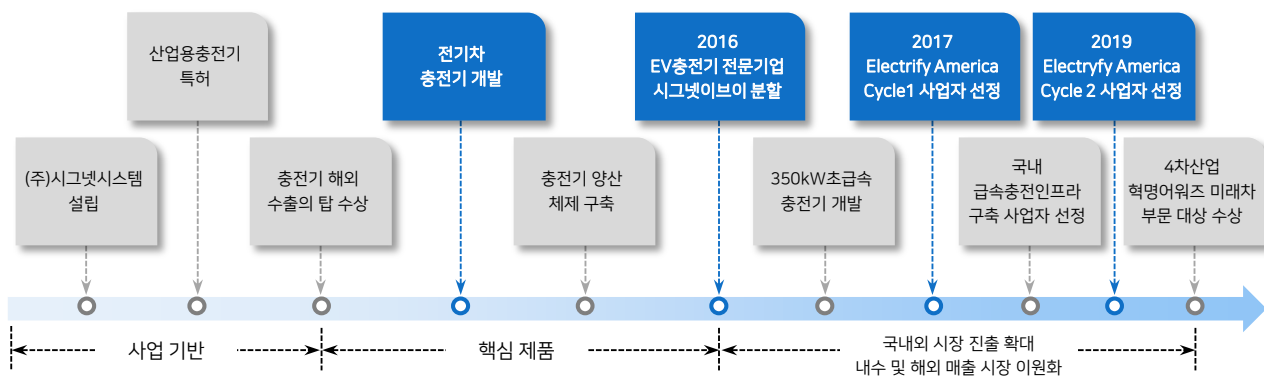 산업용충전기
특허
전기차
충전기 개발
2016
EV충전기 전문기업
시그넷이브이 분할
2017
Electrify America
Cycle1 사업자 선정
2019
Electryfy America
Cycle 2 사업자 선정
(주)시그넷시스템
설립
충전기 해외
수출의 탑 수상
충전기 양산
체제 구축
350kW초급속
충전기 개발
국내
급속충전인프라
구축 사업자 선정
4차산업
혁명어워즈 미래차
부문 대상 수상
사업 기반
핵심 제품
국내외 시장 진출 확대
내수 및 해외 매출 시장 이원화